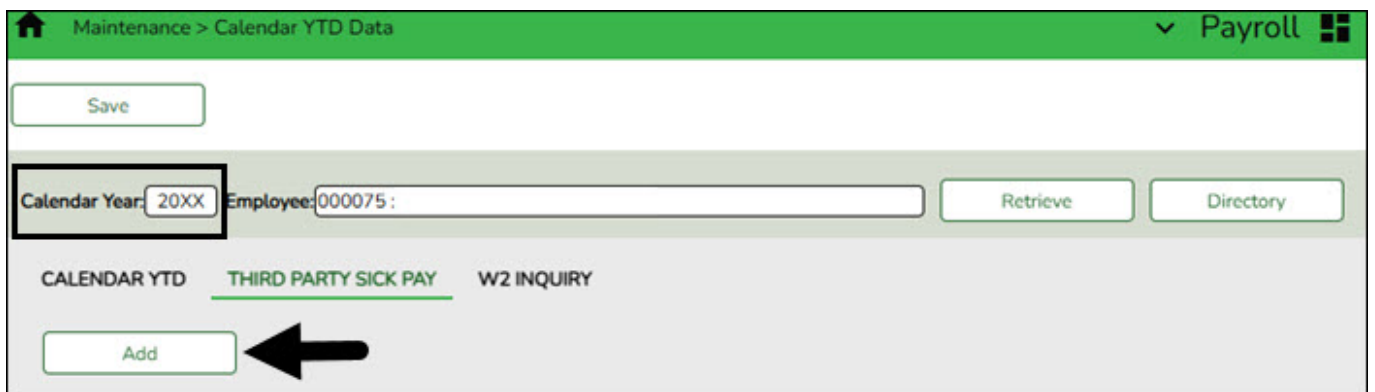 Maintenance > Calendar YTD Data Payroll
Save
Calendar Year: 20XX Employee: 000075 : Retrieve Directory
CALENDAR YTD THIRD PARTY SICK PAY W2 INQUIRY
Add